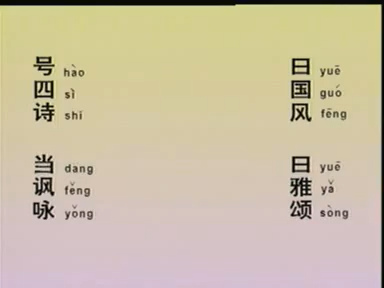 曰 yuē
国 guó
风 fēng
曰 yuē
雅 yǎ
颂 sòng
号 hào
四 sì
诗 shī
当 dāng
讽 fěng
咏 yǒng